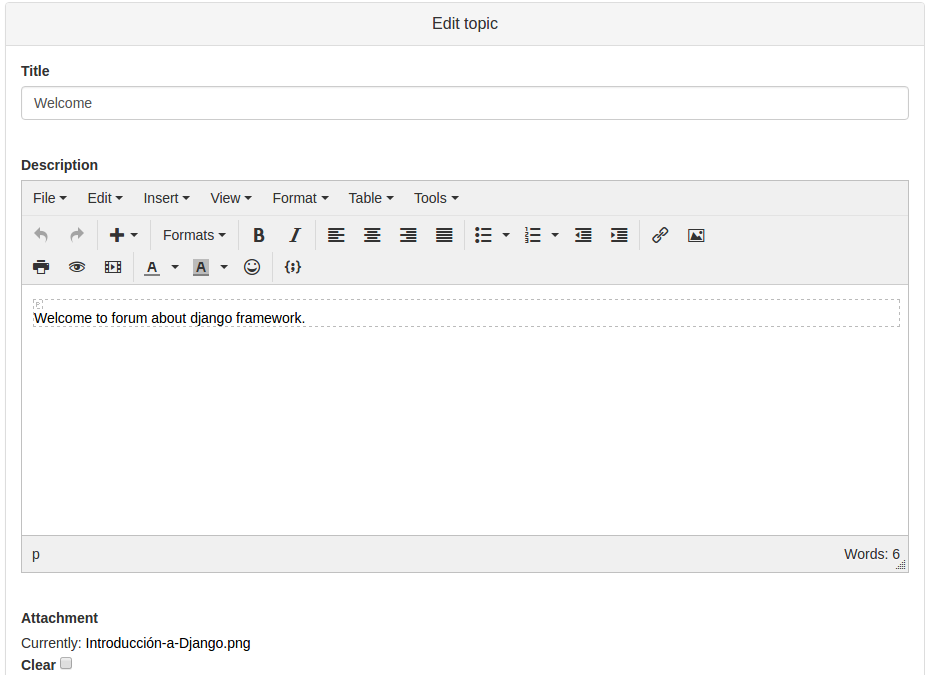 Edit topic
Title
Welcome
Description
File Edit Insert View Format Table Tools
Formats B I
A A
P
Welcome to forum about django framework.
p Words: 6
Attachment
Currently: Introducción-a-Django.png
Clear